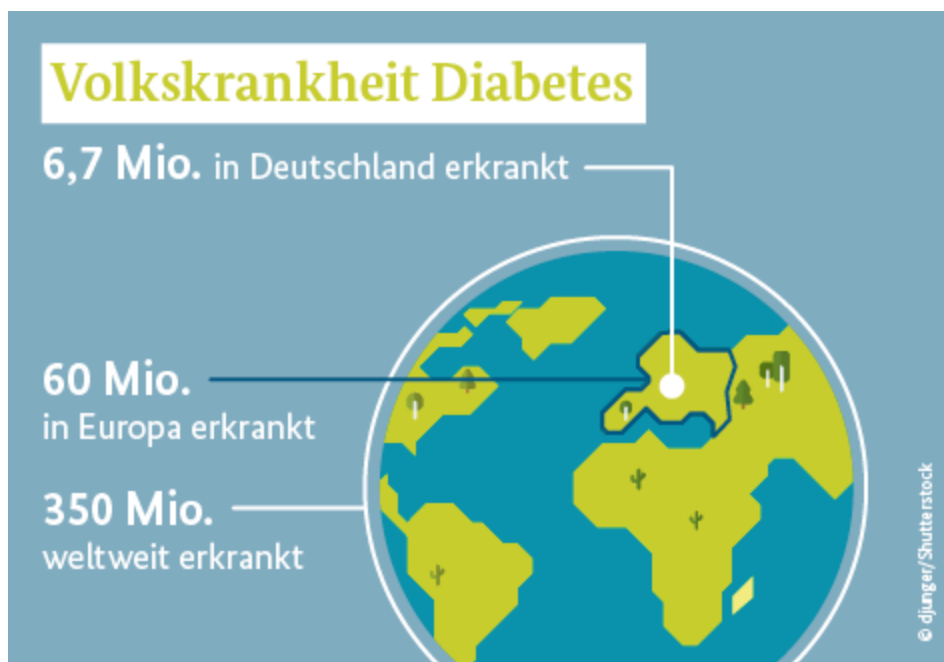 Volkskrankheit Diabetes
6,7 Mio. in Deutschland erkrankt
60 Mio.
in Europa erkrankt
350 Mio.
weltweit erkrankt
© djunger/Shutterstock